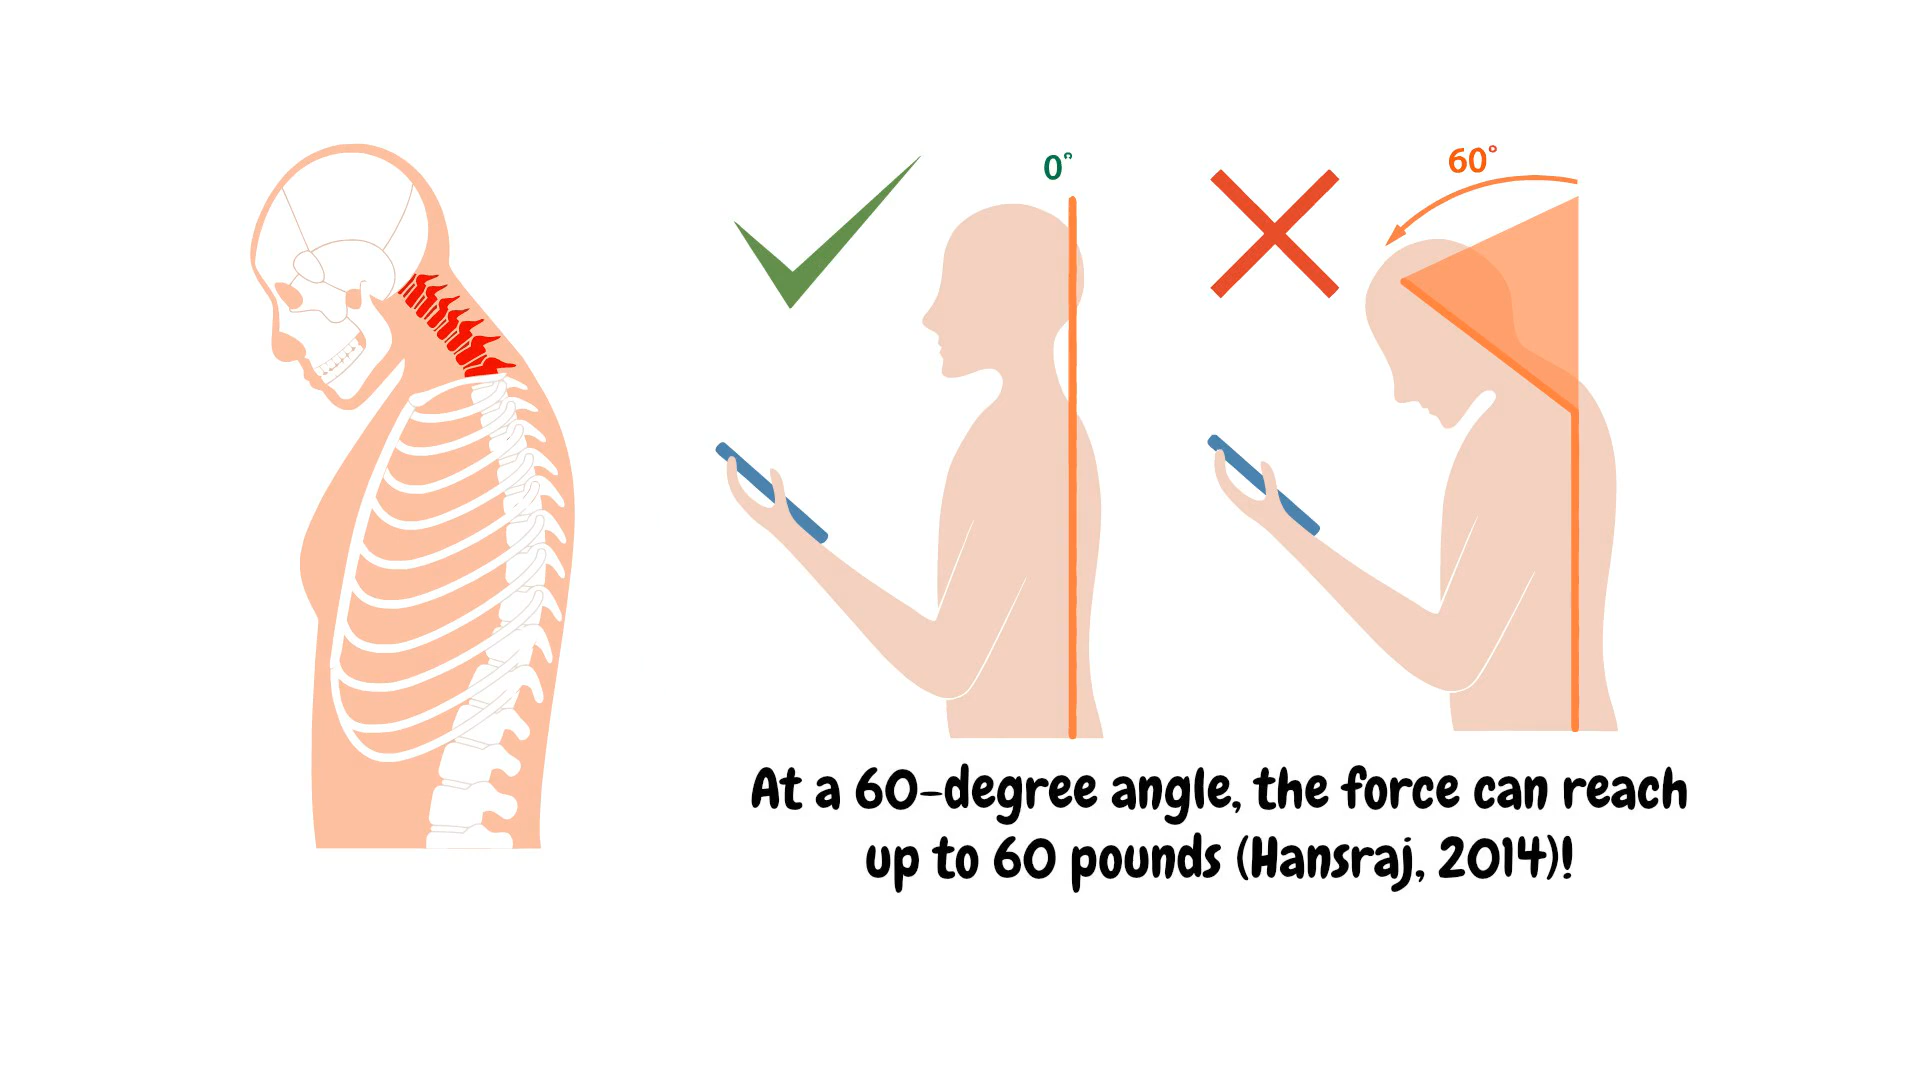 0°
60°
At a 60-degree angle, the force can reach
up to 60 pounds (Hansraj, 2014)!